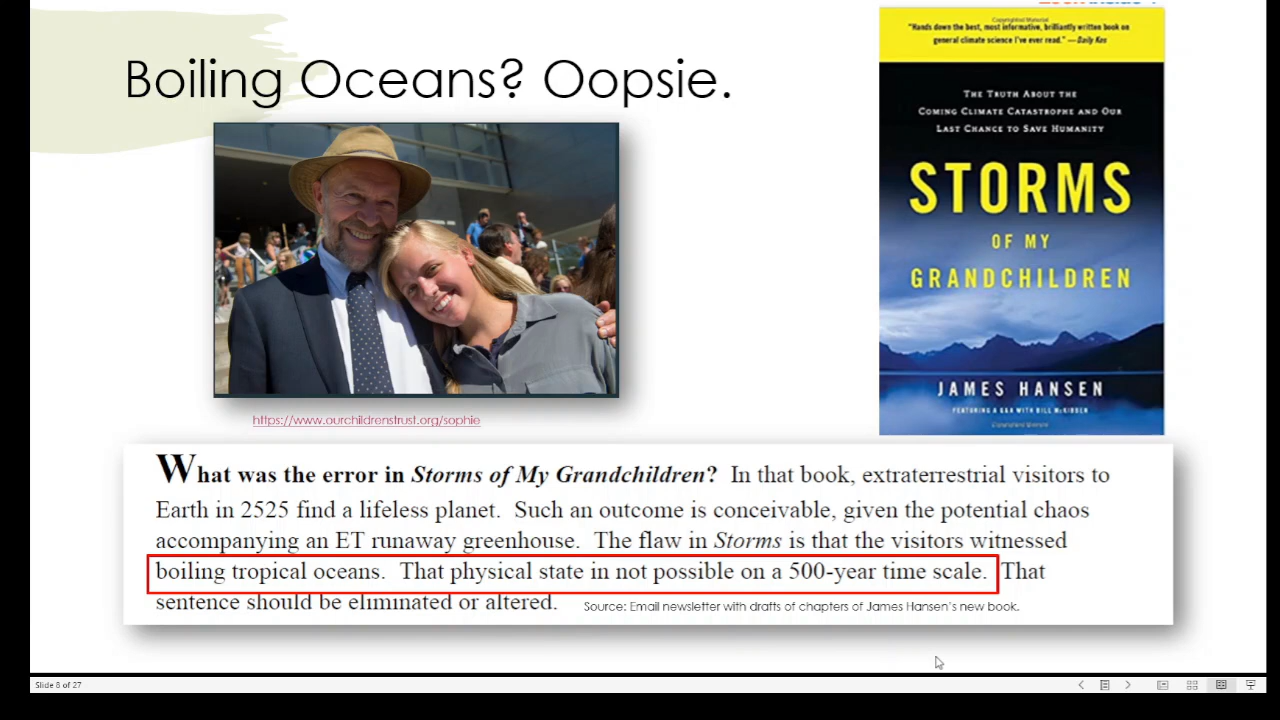 Boiling Oceans? Oopsie.
Copyrighted Material
"Hands down the best, most informative, brilliantly written book on
general climate science I've ever read." —Daily Kos
THE TRUTH ABOUT THE
COMING CLIMATE CATASTROPHE AND OUR
LAST CHANCE TO SAVE HUMANITY
STORMS
OF MY
GRANDCHILDREN
JAMES HANSEN
FEATURING A Q&A WITH BILL McKIBBEN
Copyrighted Material
https://www.ourchildrenstrust.org/sophie
What was the error in Storms of My Grandchildren? In that book, extraterrestrial visitors to
Earth in 2525 find a lifeless planet. Such an outcome is conceivable, given the potential chaos
accompanying an ET runaway greenhouse. The flaw in Storms is that the visitors witnessed
boiling tropical oceans. That physical state in not possible on a 500-year time scale. That
sentence should be eliminated or altered.
Source: Email newsletter with drafts of chapters of James Hansen's new book.
Slide 8 of 27